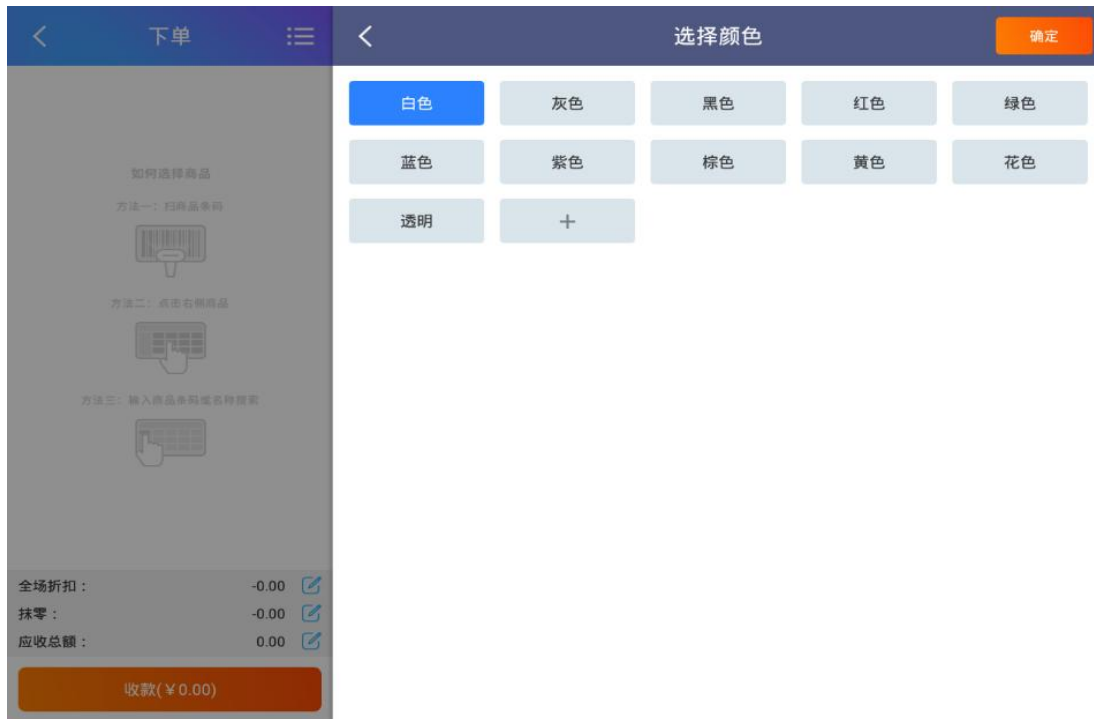 下单
如何选择商品
方法一：扫商品条码
方法二：点击右侧商品
方法三：输入商品条码或名称搜索
全场折扣： -0.00
抹零： -0.00
应收总额： 0.00
收款(￥0.00)
选择颜色 确定
白色 灰色 黑色 红色 绿色
蓝色 紫色 棕色 黄色 花色
透明 +